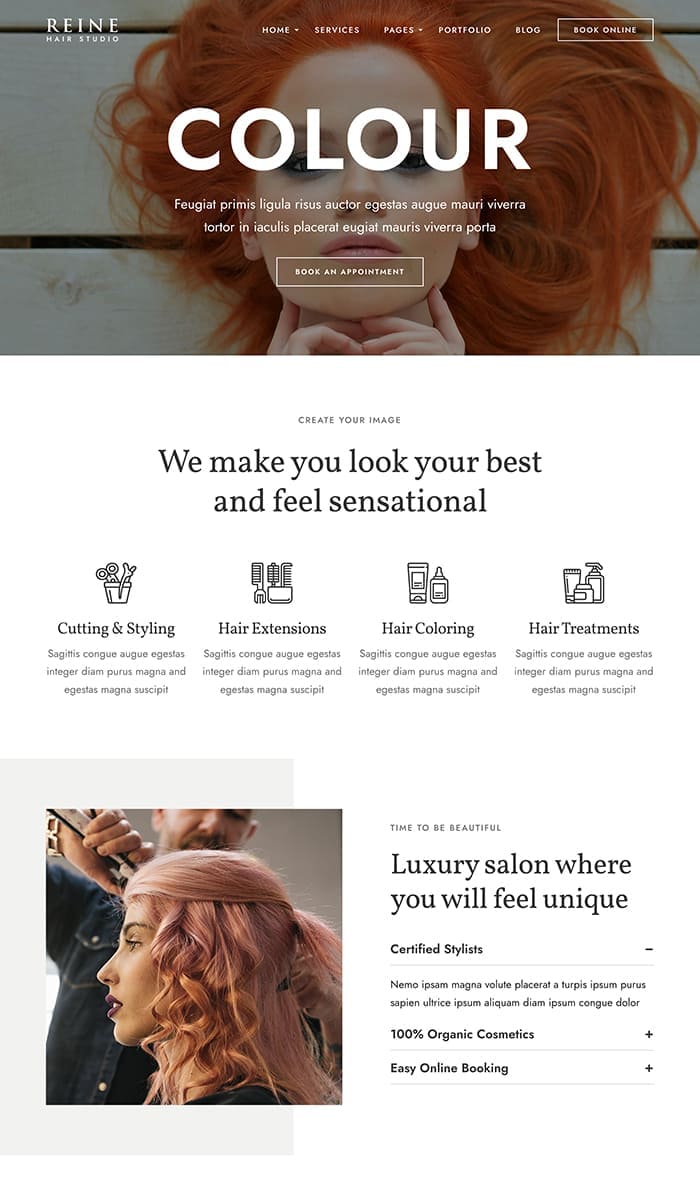 REINE
HAIR STUDIO
HOME
SERVICES
PAGES
PORTFOLIO
BLOG
BOOK ONLINE
COLOUR
Feugiat primis ligula risus auctor egestas augue mauri viverra
tortor in iaculis placerat eugiat mauris viverra porta
BOOK AN APPOINTMENT
CREATE YOUR IMAGE
We make you look your best
and feel sensational
Cutting & Styling
Sagittis congue augue egestas
integer diam purus magna and
egestas magna suscipit
Hair Extensions
Sagittis congue augue egestas
integer diam purus magna and
egestas magna suscipit
Hair Coloring
Sagittis congue augue egestas
integer diam purus magna and
egestas magna suscipit
Hair Treatments
Sagittis congue augue egestas
integer diam purus magna and
egestas magna suscipit
TIME TO BE BEAUTIFUL
Luxury salon where
you will feel unique
Certified Stylists −
Nemo ipsam magna volute placerat a turpis ipsum purus
sapien ultrice ipsum aliquam diam ipsum congue dolor
100% Organic Cosmetics +
Easy Online Booking +